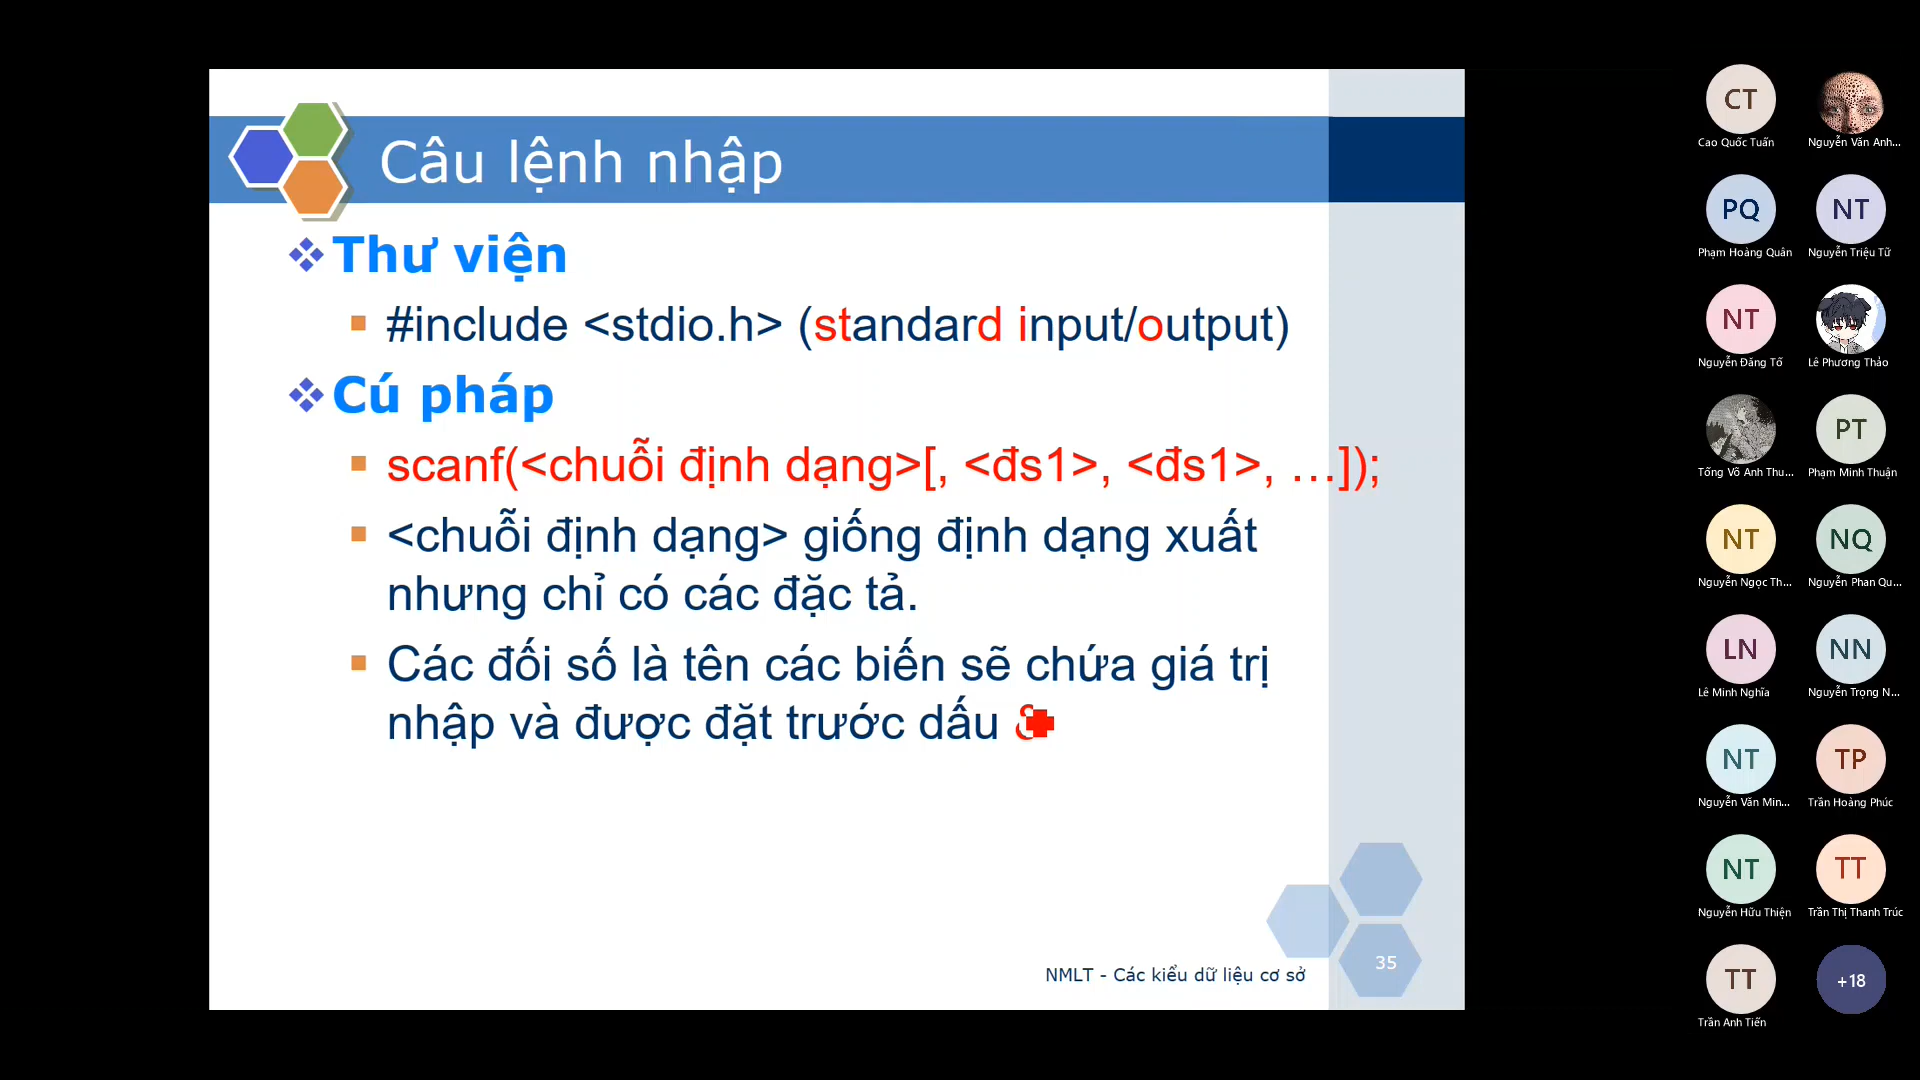 Câu lệnh nhập
Thư viện
#include <stdio.h> (standard input/output)
Cú pháp
scanf(<chuỗi định dạng>[, <đs1>, <đs1>, …]);
<chuỗi định dạng> giống định dạng xuất
nhưng chỉ có các đặc tả.
Các đối số là tên các biến sẽ chứa giá trị
nhập và được đặt trước dấu
NMLT - Các kiểu dữ liệu cơ sở
35
CT
Cao Quốc Tuấn
Nguyễn Văn Anh...
PQ
Phạm Hoàng Quân
NT
Nguyễn Triệu Tử
NT
Nguyễn Đăng Tố
Lê Phương Thảo
Tống Võ Anh Thu...
PT
Phạm Minh Thuận
NT
Nguyễn Ngọc Th...
NQ
Nguyễn Phan Qu...
LN
Lê Minh Nghĩa
NN
Nguyễn Trọng N...
NT
Nguyễn Văn Min...
TP
Trần Hoàng Phúc
NT
Nguyễn Hữu Thiện
TT
Trần Thị Thanh Trúc
TT
Trần Anh Tiến
+18